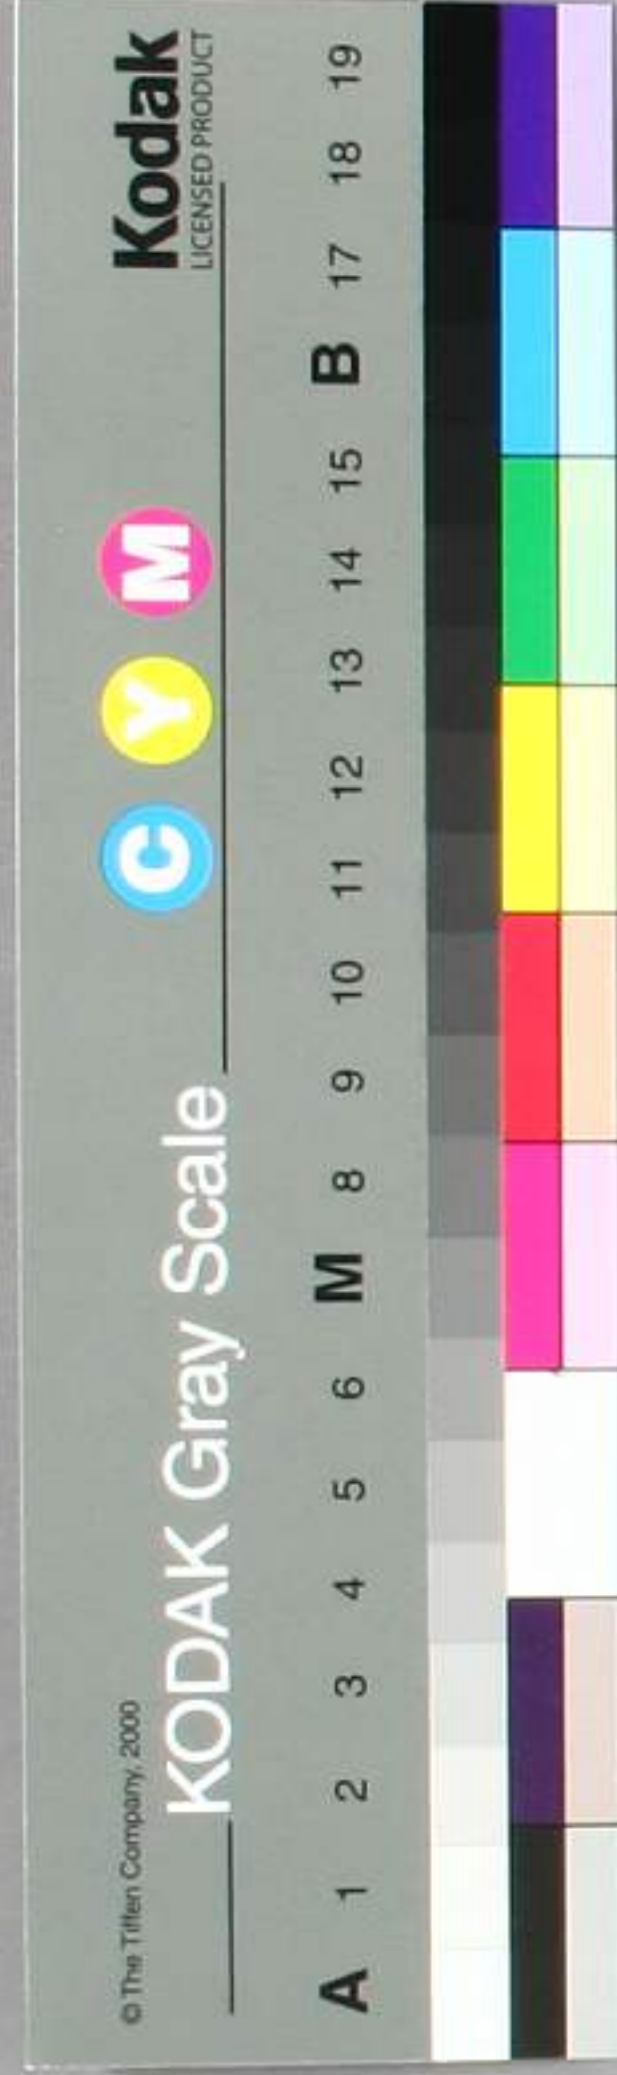 © The Tiffen Company, 2000
KODAK Gray Scale
C Y M
Kodak
LICENSED PRODUCT
A 1 2 3 4 5 6 M 8 9 10 11 12 13 14 15 B 17 18 19